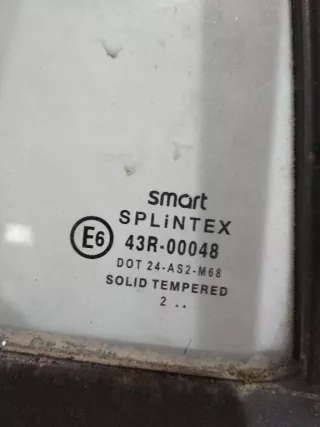 smart
SPLiNTEX
E6 43R-00048
DOT 24-AS2-M68
SOLID TEMPERED
2 ..